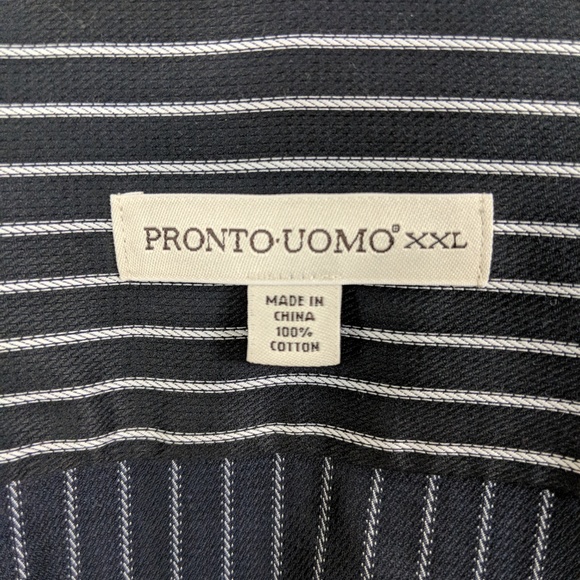 PRONTO·UOMO® XXL
MADE IN
CHINA
100%
COTTON